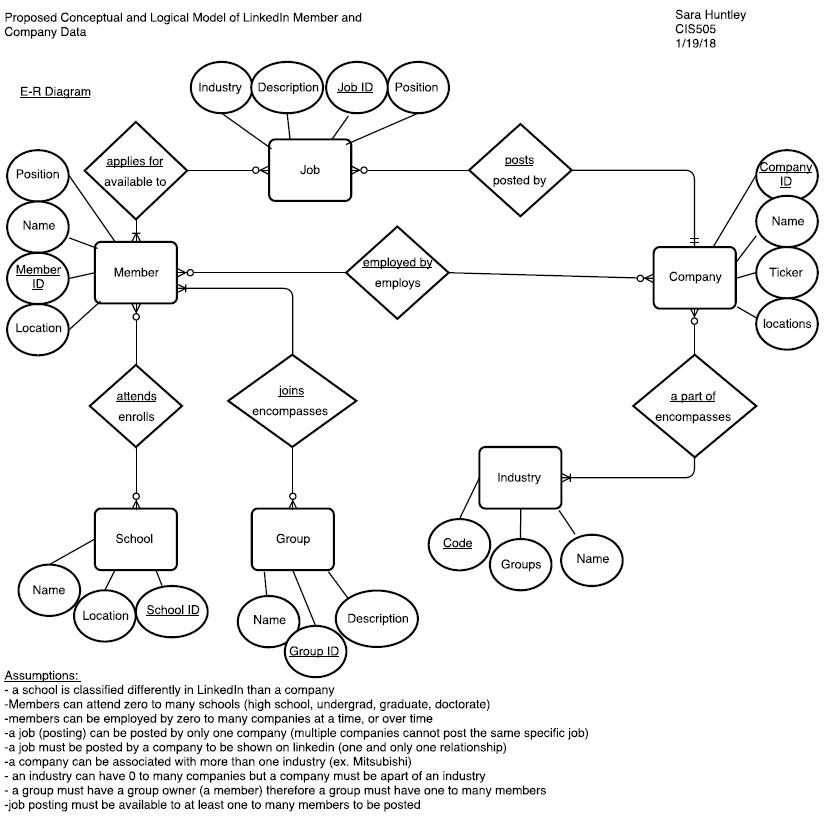 Proposed Conceptual and Logical Model of LinkedIn Member and
Company Data
Sara Huntley
CIS505
1/19/18
E-R Diagram
Industry
Description
Job ID
Position
applies for
available to
Job
posts
posted by
Company
ID
Name
Ticker
locations
Position
Name
Member
ID
Location
Member
employed by
employs
Company
attends
enrolls
joins
encompasses
a part of
encompasses
School
Group
Industry
Code
Groups
Name
Name
Location
School ID
Name
Group ID
Description
Assumptions:
- a school is classified differently in LinkedIn than a company
-Members can attend zero to many schools (high school, undergrad, graduate, doctorate)
-members can be employed by zero to many companies at a time, or over time
-a job (posting) can be posted by only one company (multiple companies cannot post the same specific job)
-a job must be posted by a company to be shown on linkedin (one and only one relationship)
-a company can be associated with more than one industry (ex. Mitsubishi)
- an industry can have 0 to many companies but a company must be apart of an industry
- a group must have a group owner (a member) therefore a group must have one to many members
-job posting must be available to at least one to many members to be posted